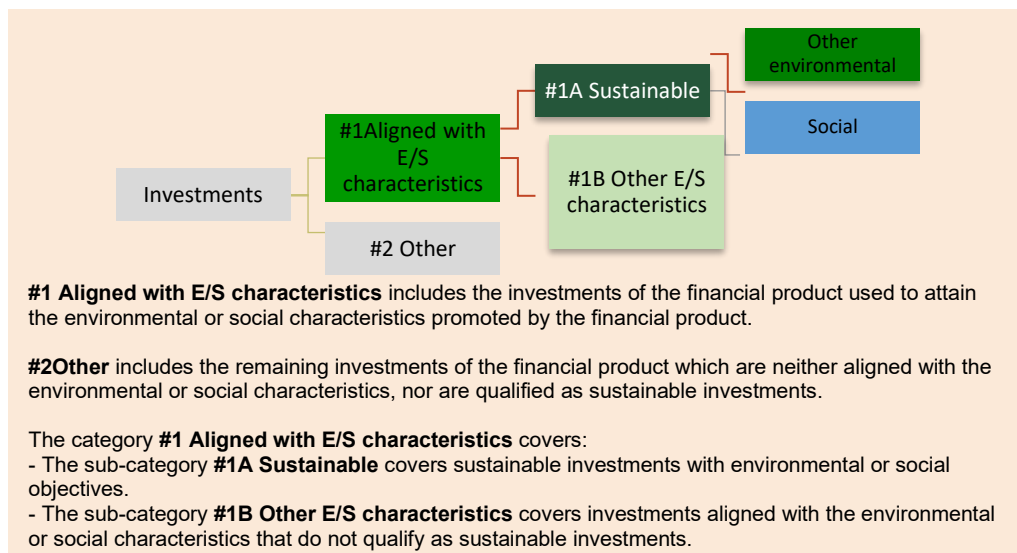 Other
environmental
#1A Sustainable
Social
#1Aligned with
E/S
characteristics
#1B Other E/S
characteristics
Investments
#2 Other
#1 Aligned with E/S characteristics includes the investments of the financial product used to attain
the environmental or social characteristics promoted by the financial product.
#2Other includes the remaining investments of the financial product which are neither aligned with the
environmental or social characteristics, nor are qualified as sustainable investments.
The category #1 Aligned with E/S characteristics covers:
- The sub-category #1A Sustainable covers sustainable investments with environmental or social
objectives.
- The sub-category #1B Other E/S characteristics covers investments aligned with the environmental
or social characteristics that do not qualify as sustainable investments.